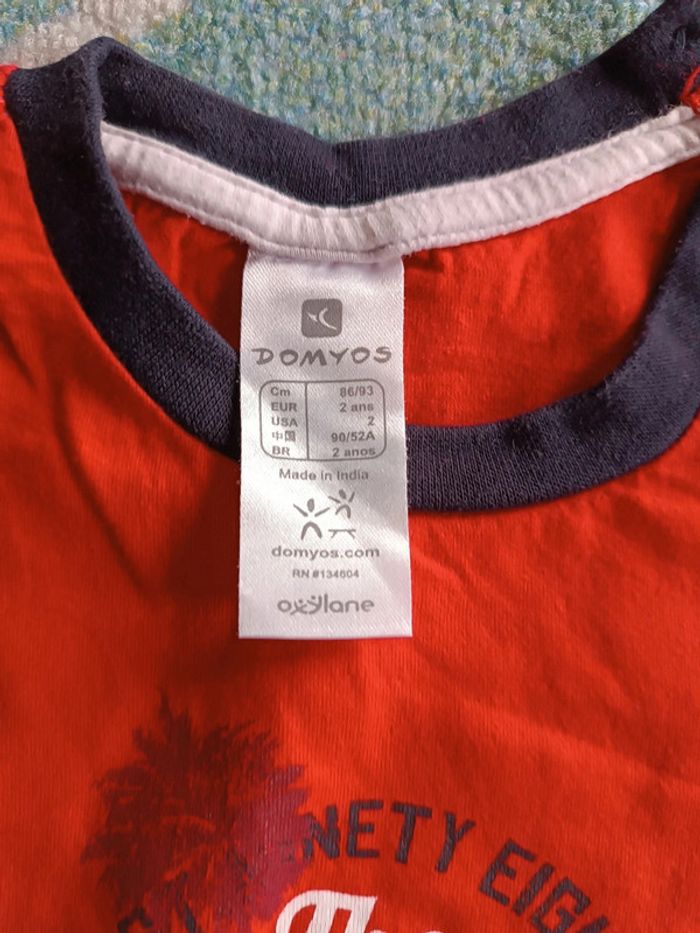 DOMYOS
Cm 86/93
EUR 2 ans
USA 2
中国 90/52A
BR 2 anos
Made in India
domyos.com
RN #134604
oxylane
NETY EIG
The